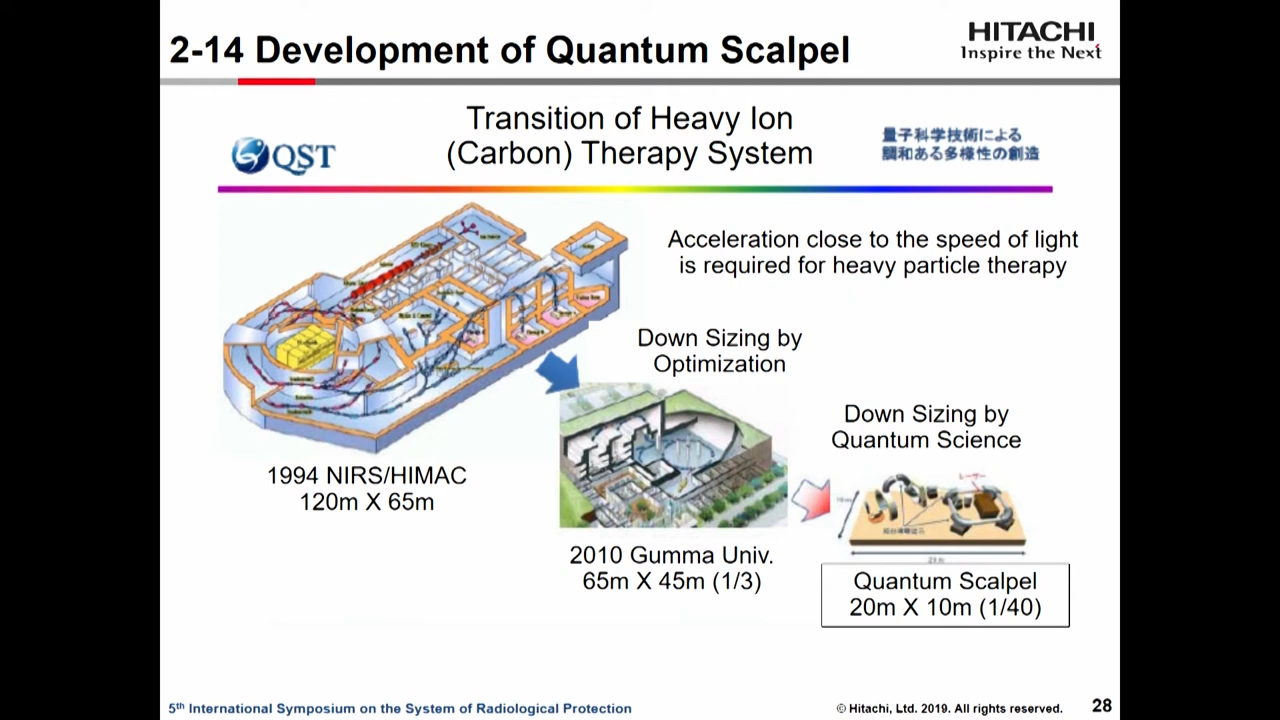 2-14 Development of Quantum Scalpel
HITACHI
Inspire the Next
Transition of Heavy Ion
(Carbon) Therapy System
QST
量子科学技術による
調和ある多様性の創造
Acceleration close to the speed of light
is required for heavy particle therapy
Down Sizing by
Optimization
Down Sizing by
Quantum Science
1994 NIRS/HIMAC
120m X 65m
レーザー
2010 Gumma Univ.
65m X 45m (1/3)
Quantum Scalpel
20m X 10m (1/40)
5th International Symposium on the System of Radiological Protection
© Hitachi, Ltd. 2019. All rights reserved.
28